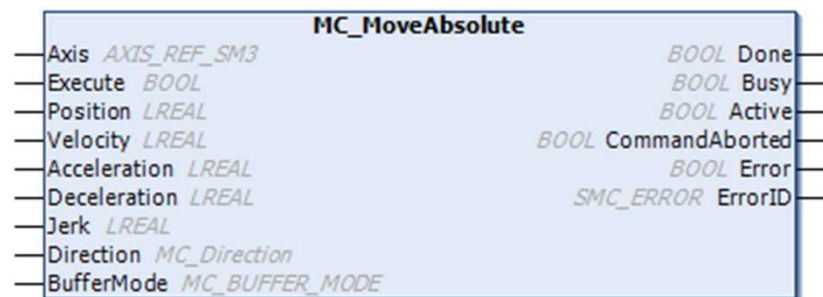 MC_MoveAbsolute
Axis AXIS_REF_SM3 BOOL Done
Execute BOOL BOOL Busy
Position LREAL BOOL Active
Velocity LREAL BOOL CommandAborted
Acceleration LREAL BOOL Error
Deceleration LREAL SMC_ERROR ErrorID
Jerk LREAL
Direction MC_Direction
BufferMode MC_BUFFER_MODE